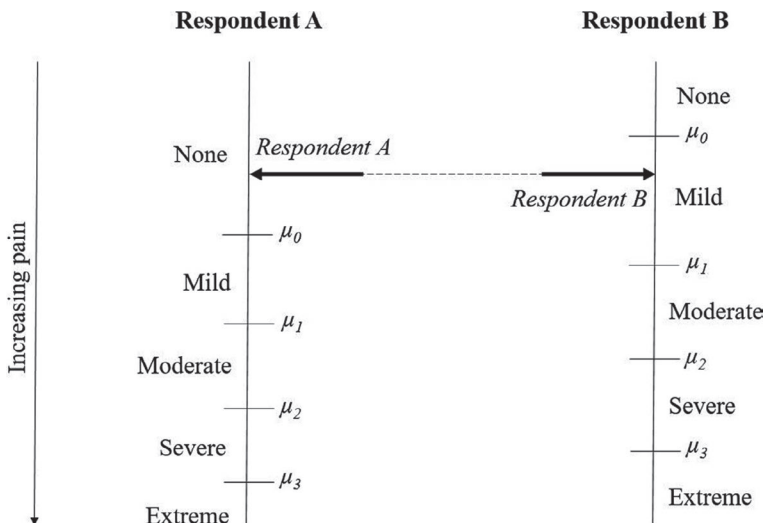 Respondent A
Respondent B
None
None
μ0
Respondent A
Respondent B
Mild
μ0
Mild
μ1
μ1
Moderate
Moderate
μ2
μ2
Severe
Severe
μ3
μ3
Extreme
Extreme
Increasing pain